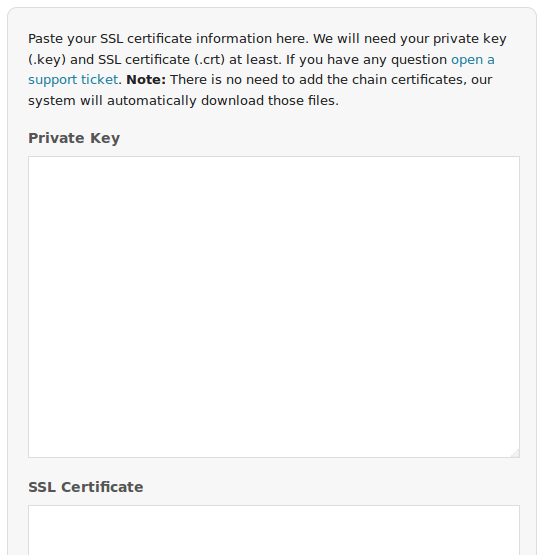 Paste your SSL certificate information here. We will need your private key
(.key) and SSL certificate (.crt) at least. If you have any question open a
support ticket. Note: There is no need to add the chain certificates, our
system will automatically download those files.
Private Key
SSL Certificate